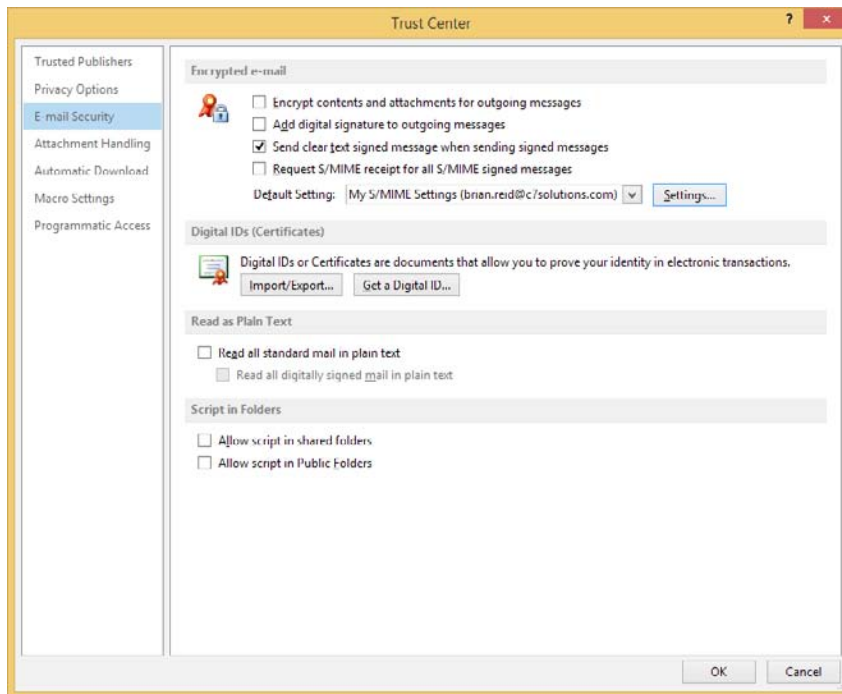 Trust Center
?
x
Trusted Publishers
Privacy Options
E-mail Security
Attachment Handling
Automatic Download
Macro Settings
Programmatic Access
Encrypted e-mail
Encrypt contents and attachments for outgoing messages
Add digital signature to outgoing messages
Send clear text signed message when sending signed messages
Request S/MIME receipt for all S/MIME signed messages
Default Setting: My S/MIME Settings (brian.reid@c7solutions.com) Settings...
Digital IDs (Certificates)
Digital IDs or Certificates are documents that allow you to prove your identity in electronic transactions.
Import/Export... Get a Digital ID...
Read as Plain Text
Read all standard mail in plain text
Read all digitally signed mail in plain text
Script in Folders
Allow script in shared folders
Allow script in Public Folders
OK Cancel